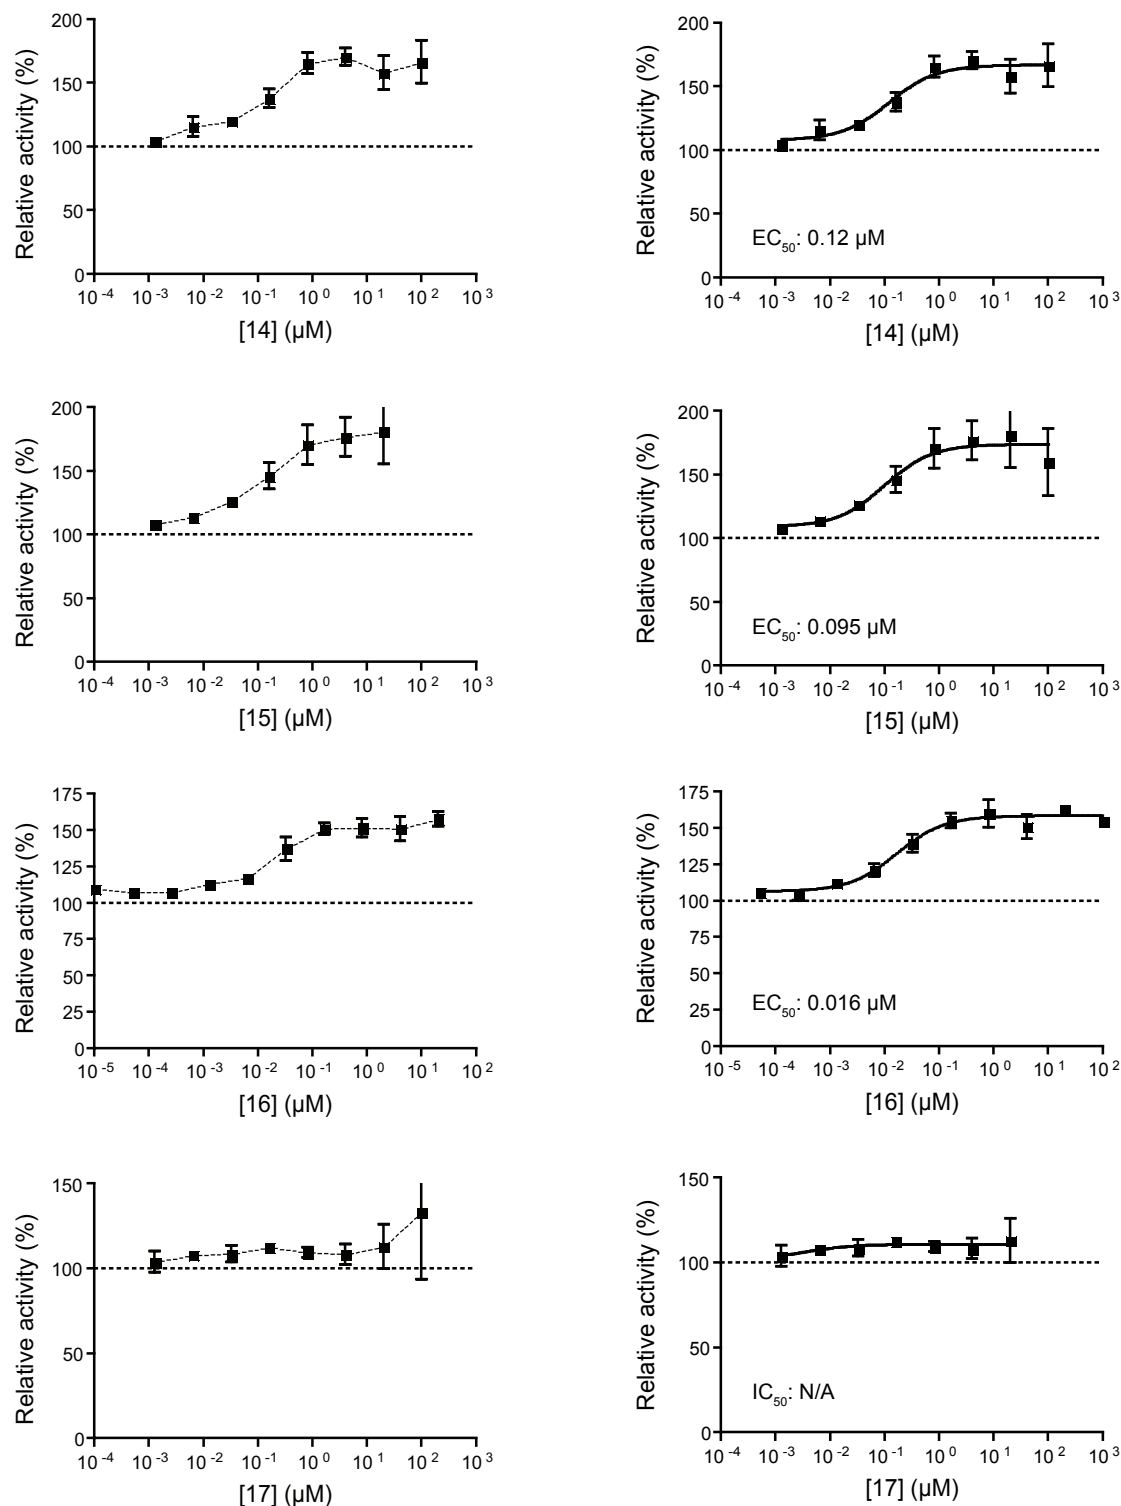 200
150
100
50
0
Relative activity (%)
10⁻⁴ 10⁻³ 10⁻² 10⁻¹ 10⁰ 10¹ 10² 10³
[14] (µM)
200
150
100
50
0
Relative activity (%)
EC₅₀: 0.12 µM
10⁻⁴ 10⁻³ 10⁻² 10⁻¹ 10⁰ 10¹ 10² 10³
[14] (µM)
200
150
100
50
0
Relative activity (%)
10⁻⁴ 10⁻³ 10⁻² 10⁻¹ 10⁰ 10¹ 10² 10³
[15] (µM)
200
150
100
50
0
Relative activity (%)
EC₅₀: 0.095 µM
10⁻⁴ 10⁻³ 10⁻² 10⁻¹ 10⁰ 10¹ 10² 10³
[15] (µM)
175
150
125
100
75
50
25
0
Relative activity (%)
10⁻⁵ 10⁻⁴ 10⁻³ 10⁻² 10⁻¹ 10⁰ 10¹ 10²
[16] (µM)
175
150
125
100
75
50
25
0
Relative activity (%)
EC₅₀: 0.016 µM
10⁻⁵ 10⁻⁴ 10⁻³ 10⁻² 10⁻¹ 10⁰ 10¹ 10²
[16] (µM)
150
100
50
0
Relative activity (%)
10⁻⁴ 10⁻³ 10⁻² 10⁻¹ 10⁰ 10¹ 10² 10³
[17] (µM)
150
100
50
0
Relative activity (%)
IC₅₀: N/A
10⁻⁴ 10⁻³ 10⁻² 10⁻¹ 10⁰ 10¹ 10² 10³
[17] (µM)